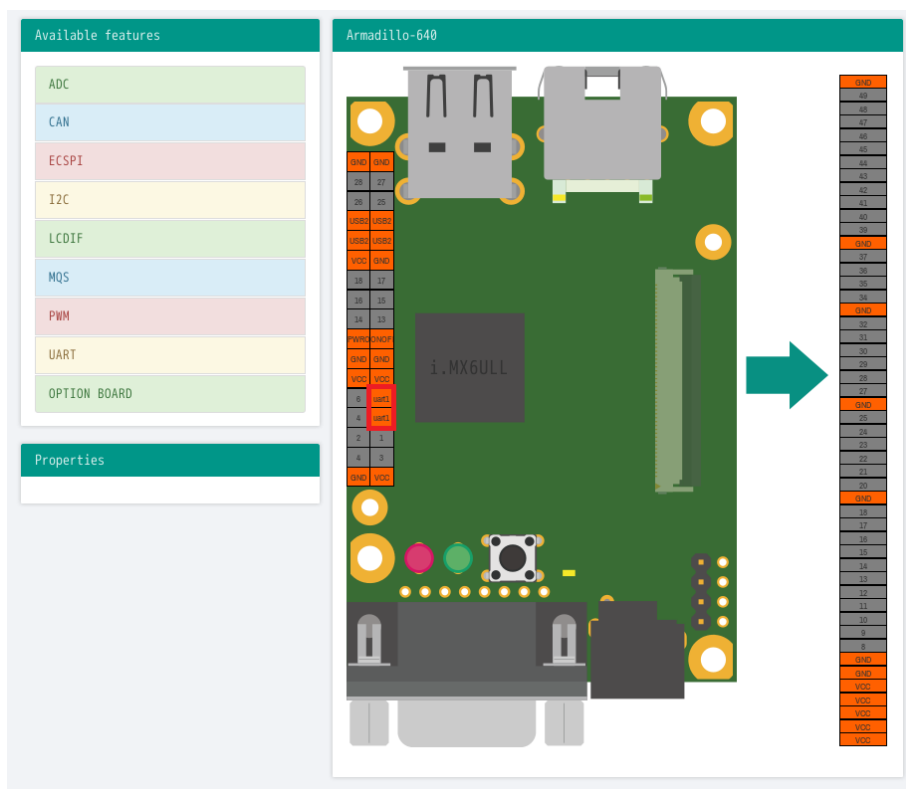 Available features
ADC
CAN
ECSPI
I2C
LCDIF
MQS
PWM
UART
OPTION BOARD
Properties
Armadillo-640
GND GND
28 27
26 25
USB2 USB2
USB2 USB2
VCC GND
18 17
16 15
14 13
PWRO ONOF
GND GND
VCC VCC
6 uart1
4 uart1
2 1
4 3
GND VCC
i.MX6ULL
GND
49
48
47
46
45
44
43
42
41
40
39
GND
37
36
35
34
GND
32
31
30
29
28
27
GND
25
24
23
22
21
20
GND
18
17
16
15
14
13
12
11
10
9
8
GND
GND
VCC
VCC
VCC
VCC
VCC